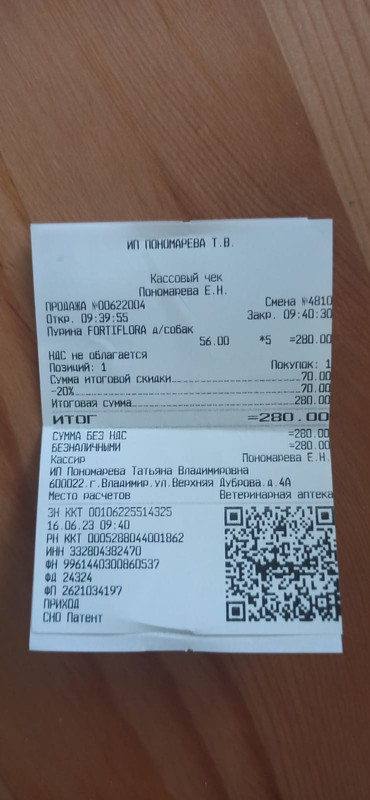 ИП ПОНОМАРЕВА Т.В.
Кассовый чек
Пономарева Е.Н.
ПРОДАЖА №00622004 Смена №4810
Откр. 09:39:55 Закр. 09:40:30
Пурина FORTIFLORA д/собак
56.00 *5 =280.00
НДС не облагается
Позиций: 1 Покупок: 1
Сумма итоговой скидки 70.00
-20% 70.00
Итоговая сумма 280.00
ИТОГ =280.00
СУММА БЕЗ НДС =280.00
БЕЗНАЛИЧНЫМИ =280.00
Кассир Пономарева Е.Н.
ИП Пономарева Татьяна Владимировна
600022.г.Владимир.ул.Верхняя Дуброва.д.4А
Место расчетов Ветеринарная аптека
ЗН ККТ 00106225514325
16.06.23 09:40
РН ККТ 0005288044001862
ИНН 332804382470
ФН 9961440300860537
ФД 24324
ФП 2621034197
ПРИХОД
СНО Патент